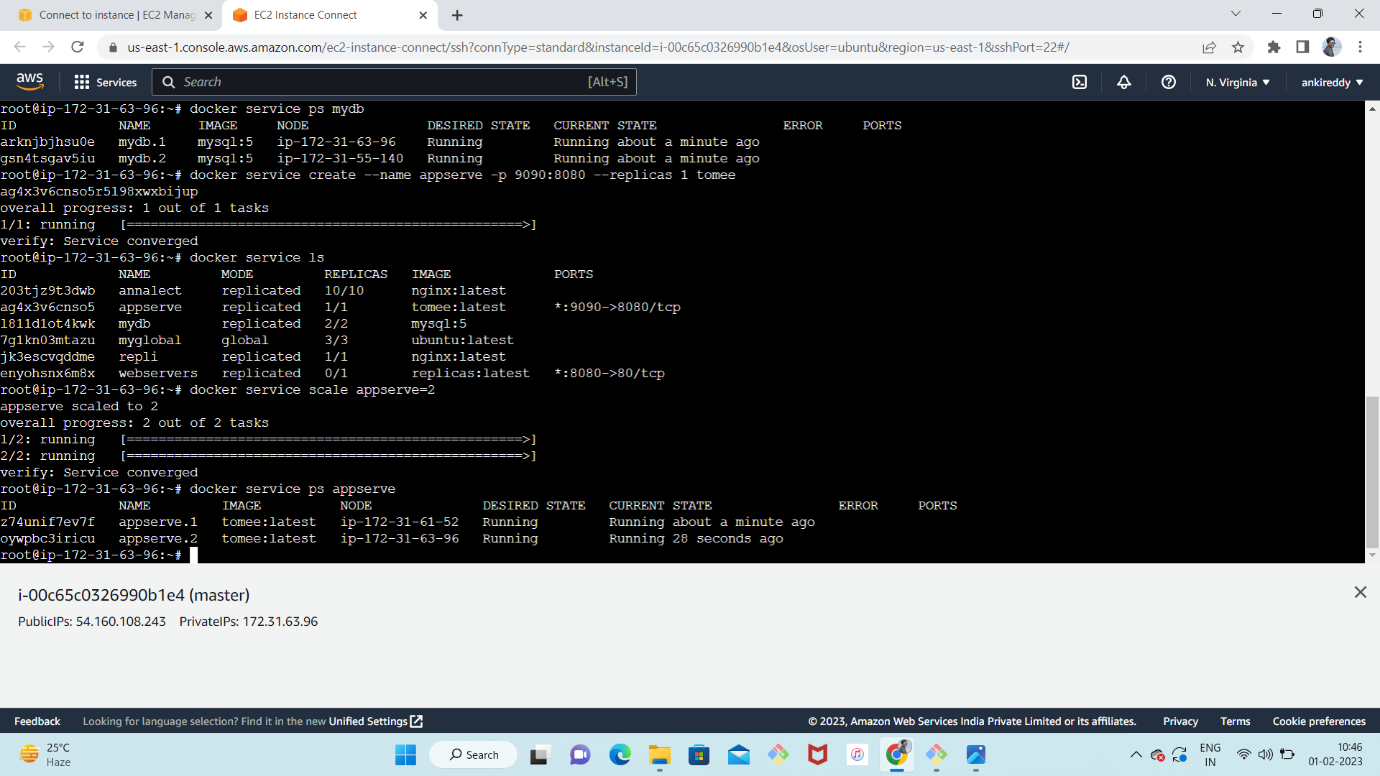 Connect to instance | EC2 Manag
EC2 Instance Connect
us-east-1.console.aws.amazon.com/ec2-instance-connect/ssh?connType=standard&instanceId=i-00c65c0326990b1e4&osUser=ubuntu&region=us-east-1&sshPort=22#/
aws Services Search [Alt+S] N. Virginia ankireddy
root@ip-172-31-63-96:~# docker service ps mydb
ID NAME IMAGE NODE DESIRED STATE CURRENT STATE ERROR PORTS
arknjbjhsu0e mydb.1 mysql:5 ip-172-31-63-96 Running Running about a minute ago
gsn4tsgav5iu mydb.2 mysql:5 ip-172-31-55-140 Running Running about a minute ago
root@ip-172-31-63-96:~# docker service create --name appserve -p 9090:8080 --replicas 1 tomee
ag4x3v6cnso5r5198xwxbijup
overall progress: 1 out of 1 tasks
1/1: running [==================================================>]
verify: Service converged
root@ip-172-31-63-96:~# docker service ls
ID NAME MODE REPLICAS IMAGE PORTS
203tjz9t3dwb annalect replicated 10/10 nginx:latest
ag4x3v6cnso5 appserve replicated 1/1 tomee:latest *:9090->8080/tcp
l811d1ot4kwk mydb replicated 2/2 mysql:5
7g1kn03mtazu myglobal global 3/3 ubuntu:latest
jk3escvqddme repli replicated 1/1 nginx:latest
enyohsnx6m8x webservers replicated 0/1 replicas:latest *:8080->80/tcp
root@ip-172-31-63-96:~# docker service scale appserve=2
appserve scaled to 2
overall progress: 2 out of 2 tasks
1/2: running [==================================================>]
2/2: running [==================================================>]
verify: Service converged
root@ip-172-31-63-96:~# docker service ps appserve
ID NAME IMAGE NODE DESIRED STATE CURRENT STATE ERROR PORTS
z74unif7ev7f appserve.1 tomee:latest ip-172-31-61-52 Running Running about a minute ago
oywpbc3iricu appserve.2 tomee:latest ip-172-31-63-96 Running Running 28 seconds ago
root@ip-172-31-63-96:~#
i-00c65c0326990b1e4 (master)
PublicIPs: 54.160.108.243 PrivateIPs: 172.31.63.96
Feedback Looking for language selection? Find it in the new Unified Settings © 2023, Amazon Web Services India Private Limited or its affiliates. Privacy Terms Cookie preferences
25°C
Haze
Search
ENG
IN
10:46
01-02-2023